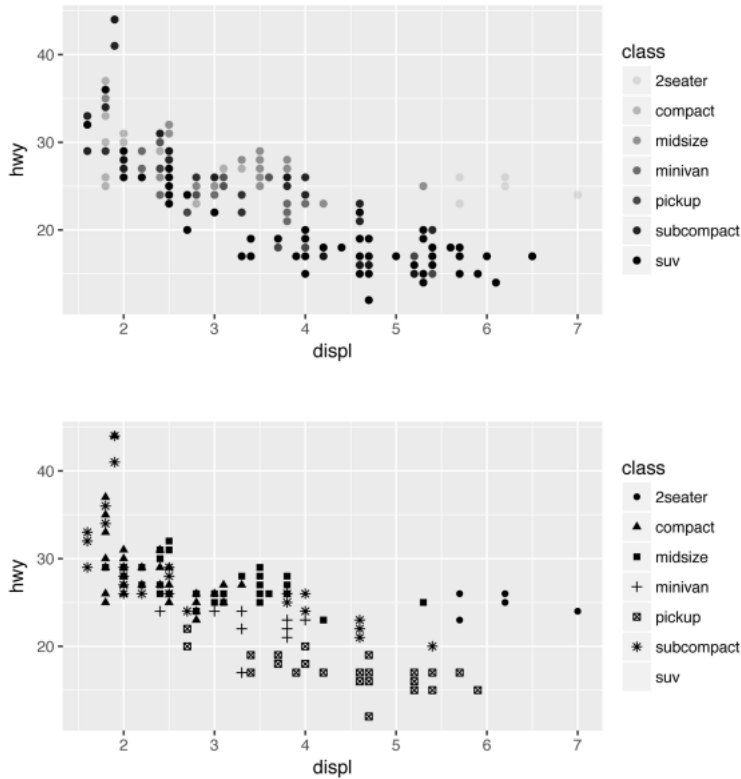 40
30
20
hwy
2
3
4
5
6
7
displ
class
2seater
compact
midsize
minivan
pickup
subcompact
suv
40
30
20
hwy
2
3
4
5
6
7
displ
class
2seater
compact
midsize
minivan
pickup
subcompact
suv